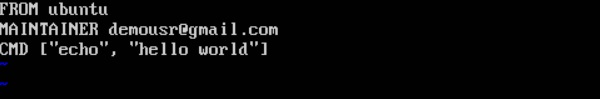 FROM ubuntu
MAINTAINER demousr@gmail.com
CMD ["echo", "hello world"]
~
~